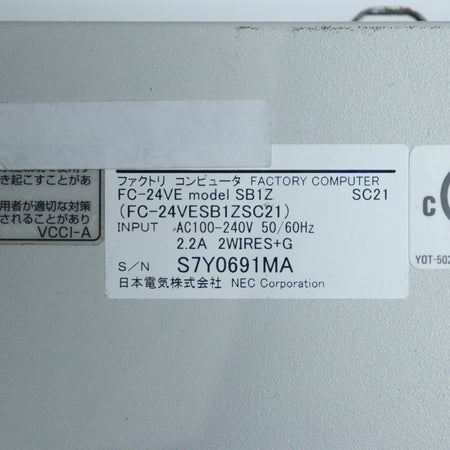 き起こすことがあ
用者が適切な対策
されることがあり
VCCI-A
ファクトリ コンピュータ FACTORY COMPUTER
FC-24VE model SB1Z SC21
(FC-24VESB1ZSC21)
INPUT AC100-240V 50/60Hz
2.2A 2WIRES+G
S/N S7Y0691MA
日本電気株式会社 NEC Corporation
C
YOT-502